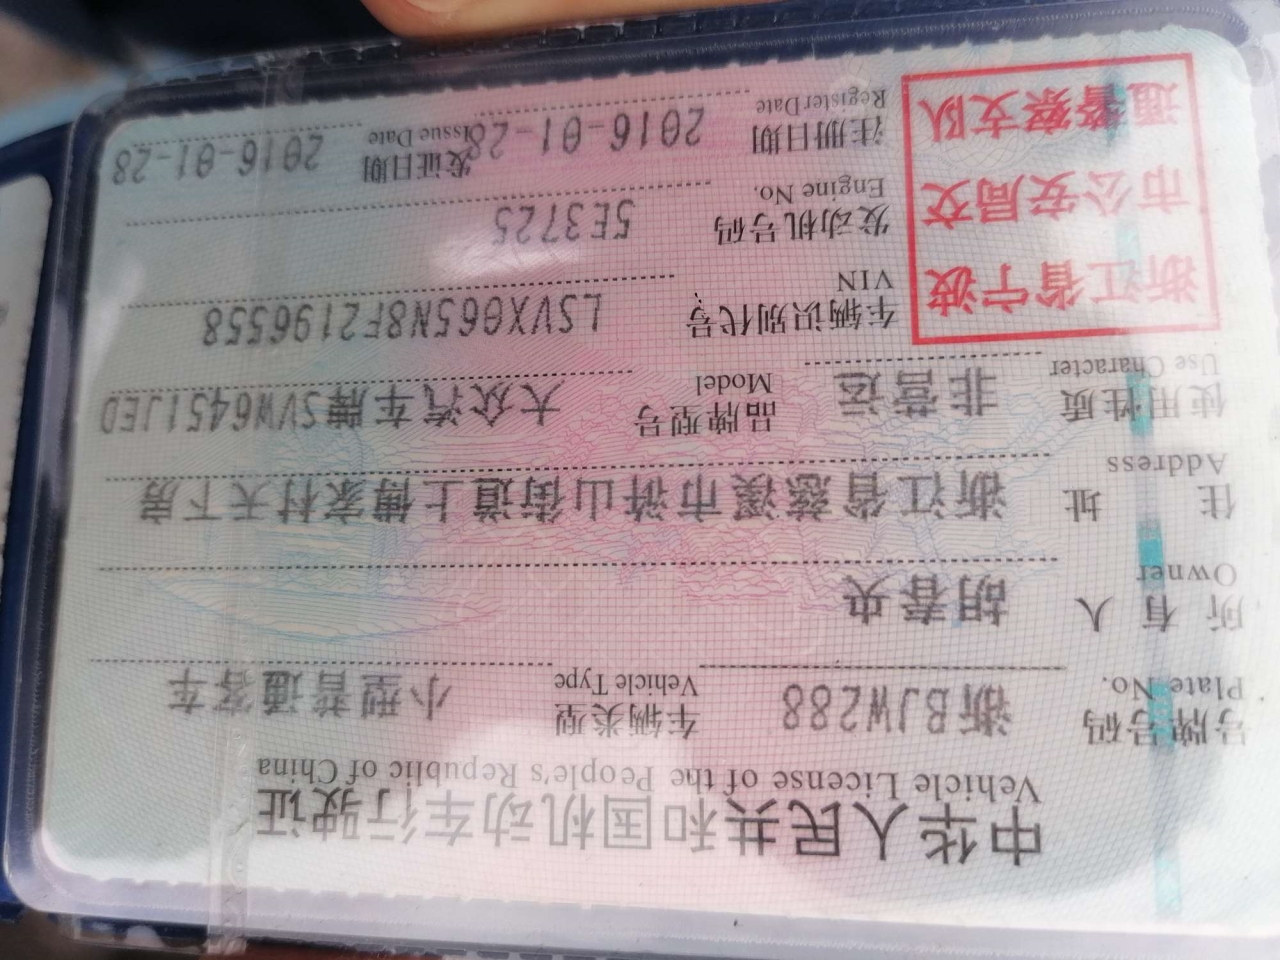 中华人民共和国机动车行驶证
Vehicle License of the People's Republic of China
号牌号码 浙BJW288 车辆类型 小型普通客车
Plate No. Vehicle Type
所有人 胡春央
Owner
住址 浙江省慈溪市浒山街道上傅家村天下房
Address
使用性质 非营运 品牌型号 大众汽车牌SVW6451JED
Use Character Model
浙江省宁波
市公安局交
通警察支队
车辆识别代号 LSVX065N8F2196558
VIN
发动机号码 5E3725
Engine No.
注册日期 2016-01-28 发证日期 2016-01-28
Register Date Issue Date